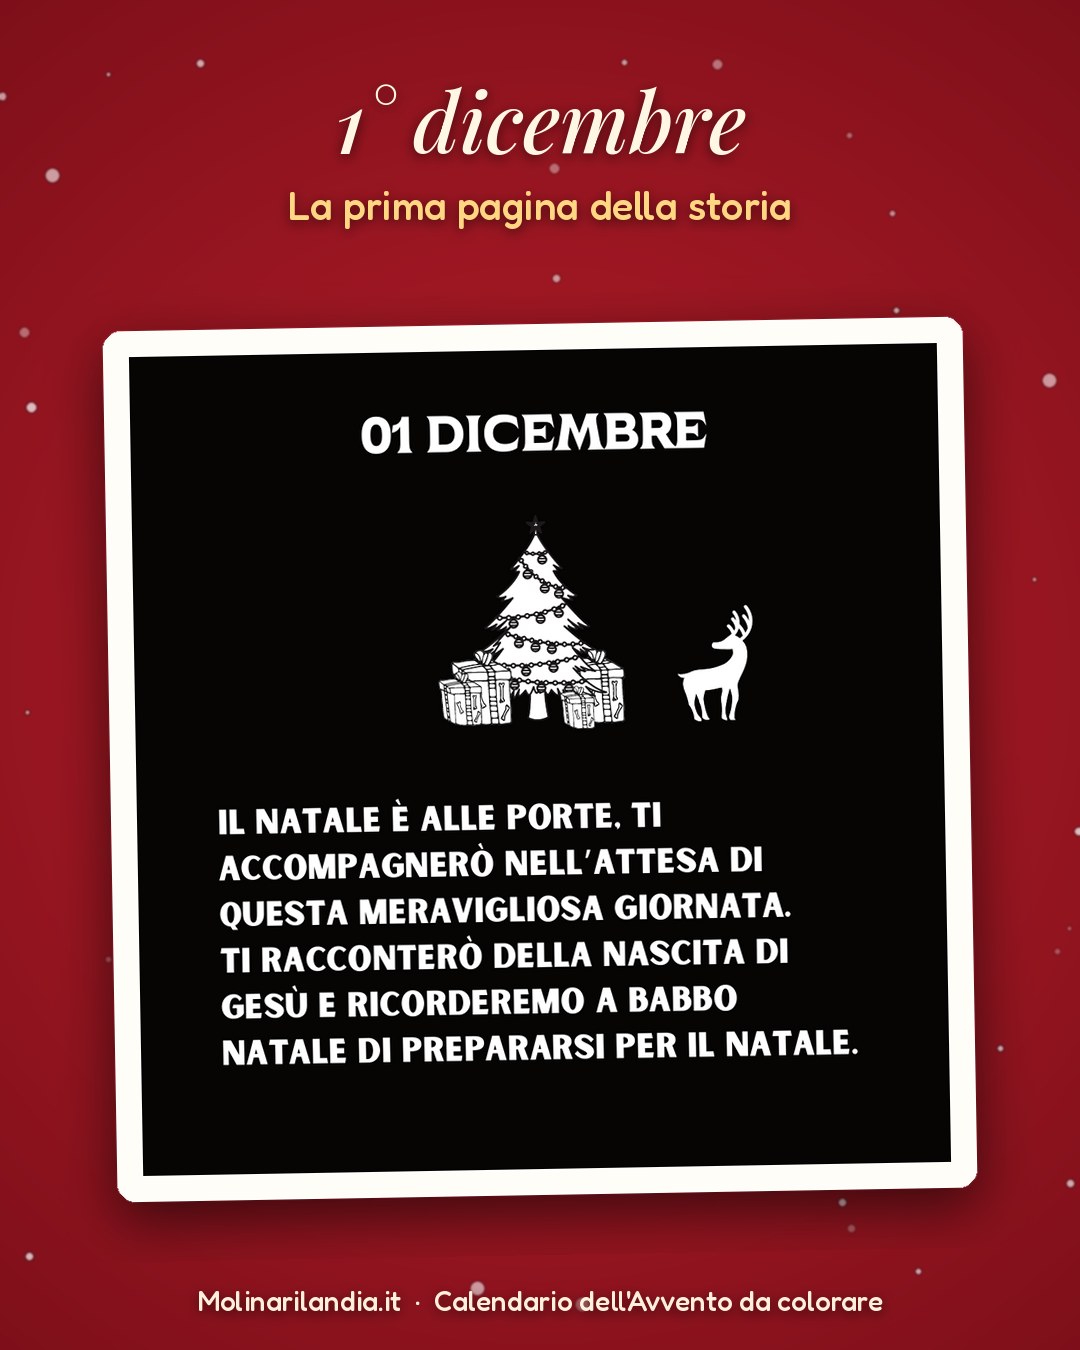 1° dicembre
La prima pagina della storia
01 DICEMBRE
IL NATALE È ALLE PORTE, TI
ACCOMPAGNERÒ NELL'ATTESA DI
QUESTA MERAVIGLIOSA GIORNATA.
TI RACCONTERÒ DELLA NASCITA DI
GESÙ E RICORDEREMO A BABBO
NATALE DI PREPARARSI PER IL NATALE.
Molinarilandia.it · Calendario dell'Avvento da colorare